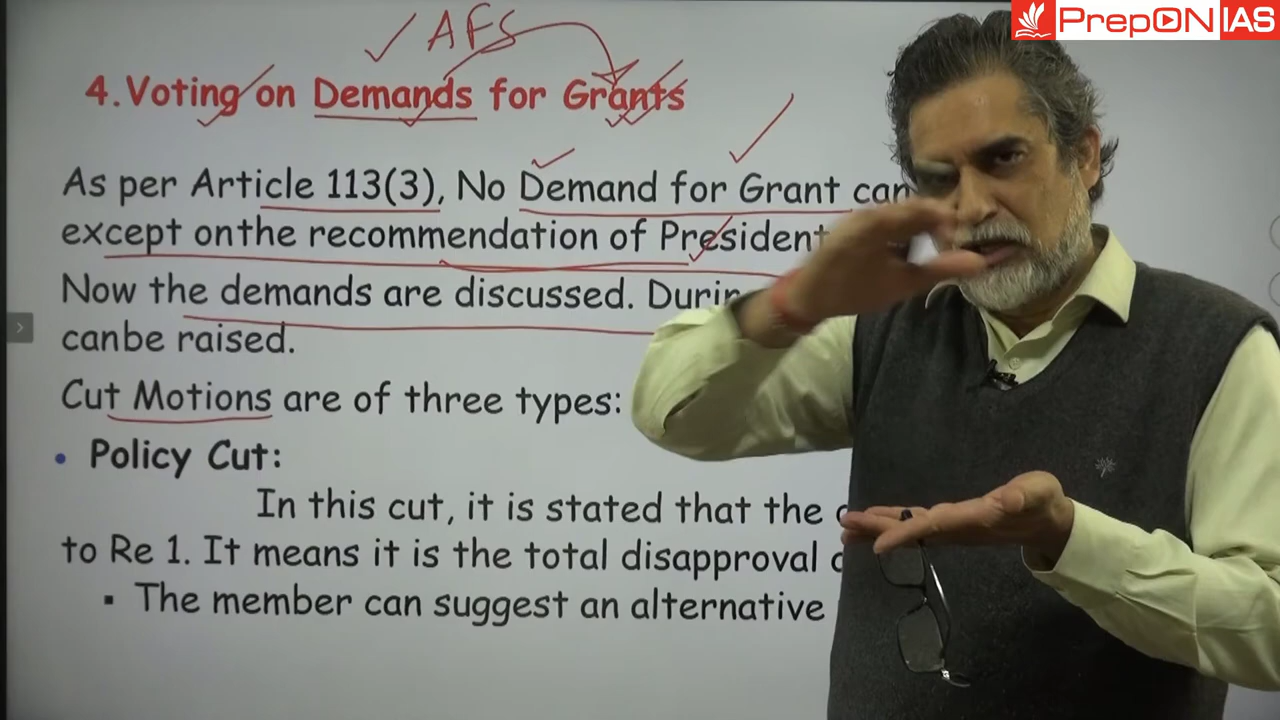 PrepON IAS
AFS
4. Voting on Demands for Grants
As per Article 113(3), No Demand for Grant can
except onthe recommendation of President
Now the demands are discussed. Durin
canbe raised.
Cut Motions are of three types:
• Policy Cut:
In this cut, it is stated that the
to Re 1. It means it is the total disapproval
▪ The member can suggest an alternative